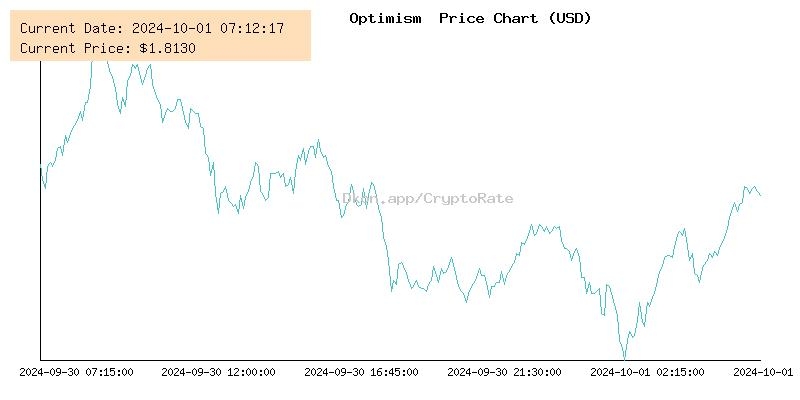 Optimism Price Chart (USD)
Current Date: 2024-10-01 07:12:17
Current Price: $1.8130
Dkbn.app/CryptoRate
2024-09-30 07:15:00 2024-09-30 12:00:00 2024-09-30 16:45:00 2024-09-30 21:30:00 2024-10-01 02:15:00 2024-10-01